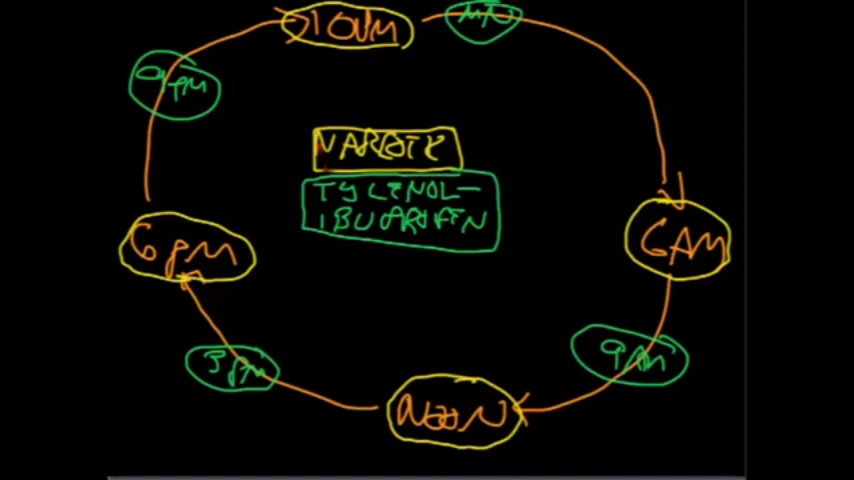 10PM
MN
9PM
NARCOTIC
TYLENOL-
IBUPROFEN
6PM
6AM
3PM
9AM
NOON